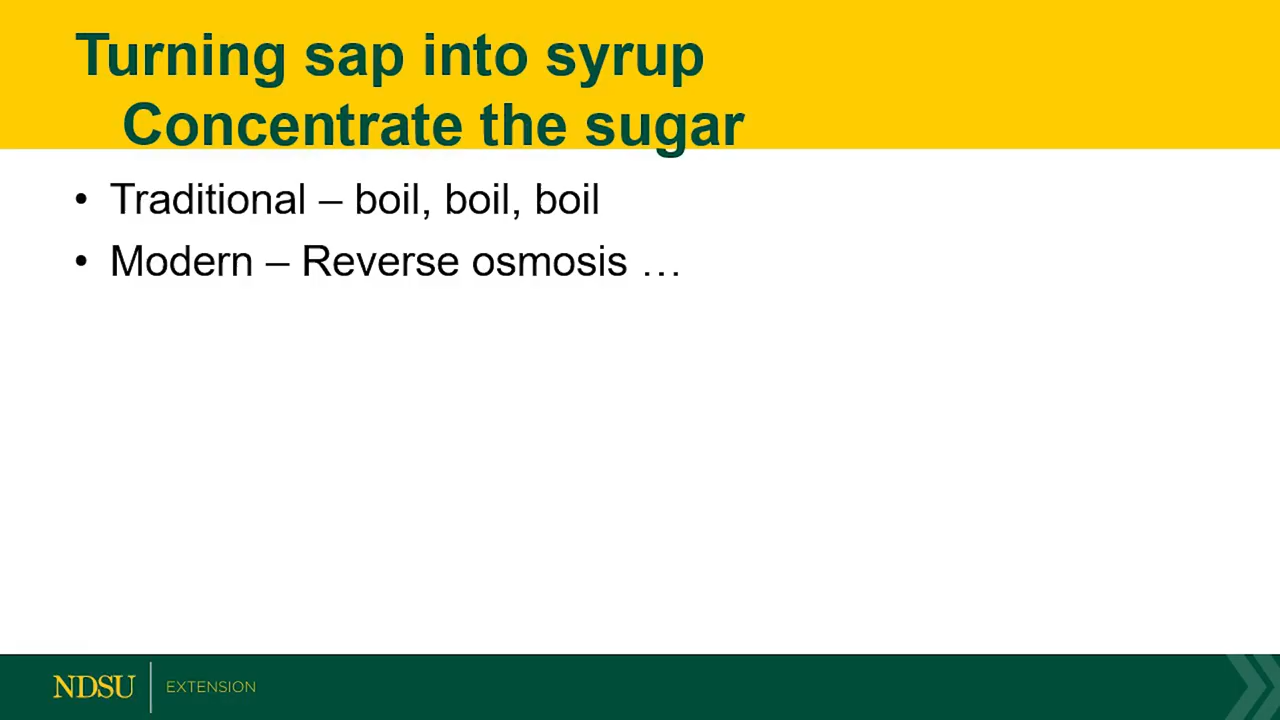 Turning sap into syrup
Concentrate the sugar
• Traditional – boil, boil, boil
• Modern – Reverse osmosis …
NDSU EXTENSION